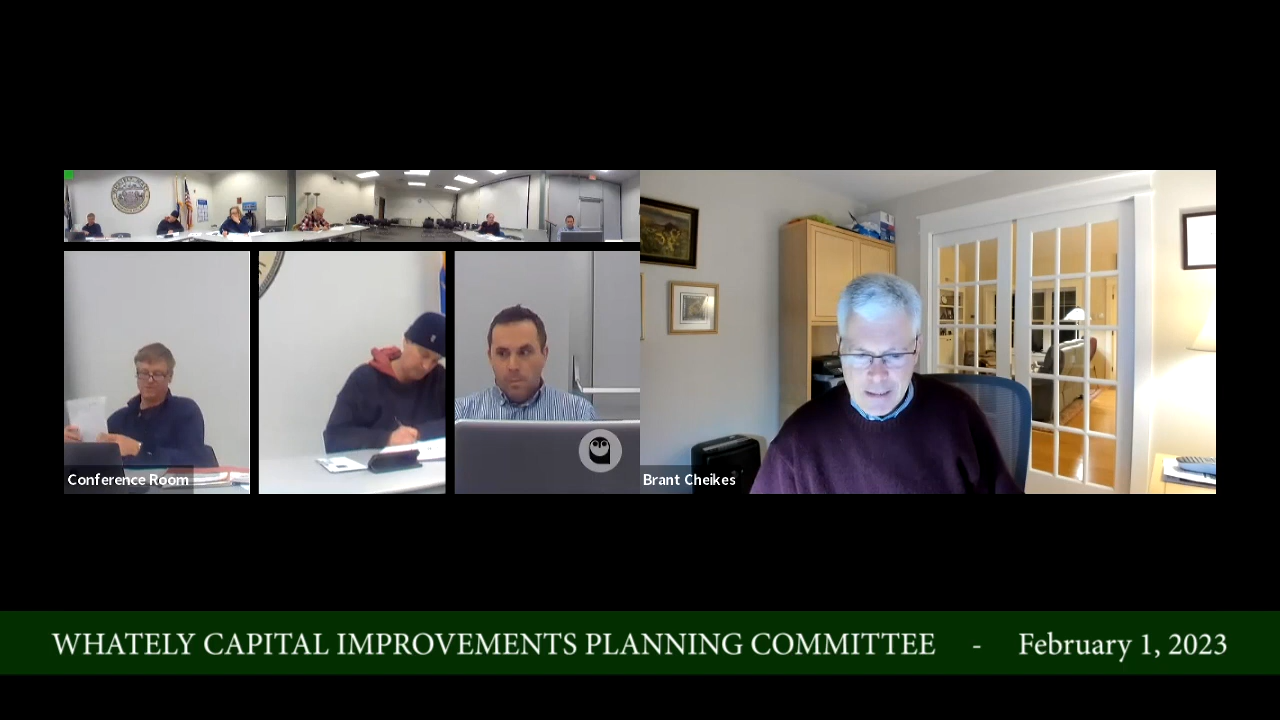 Conference Room
Brant Cheikes
WHATELY CAPITAL IMPROVEMENTS PLANNING COMMITTEE - February 1, 2023